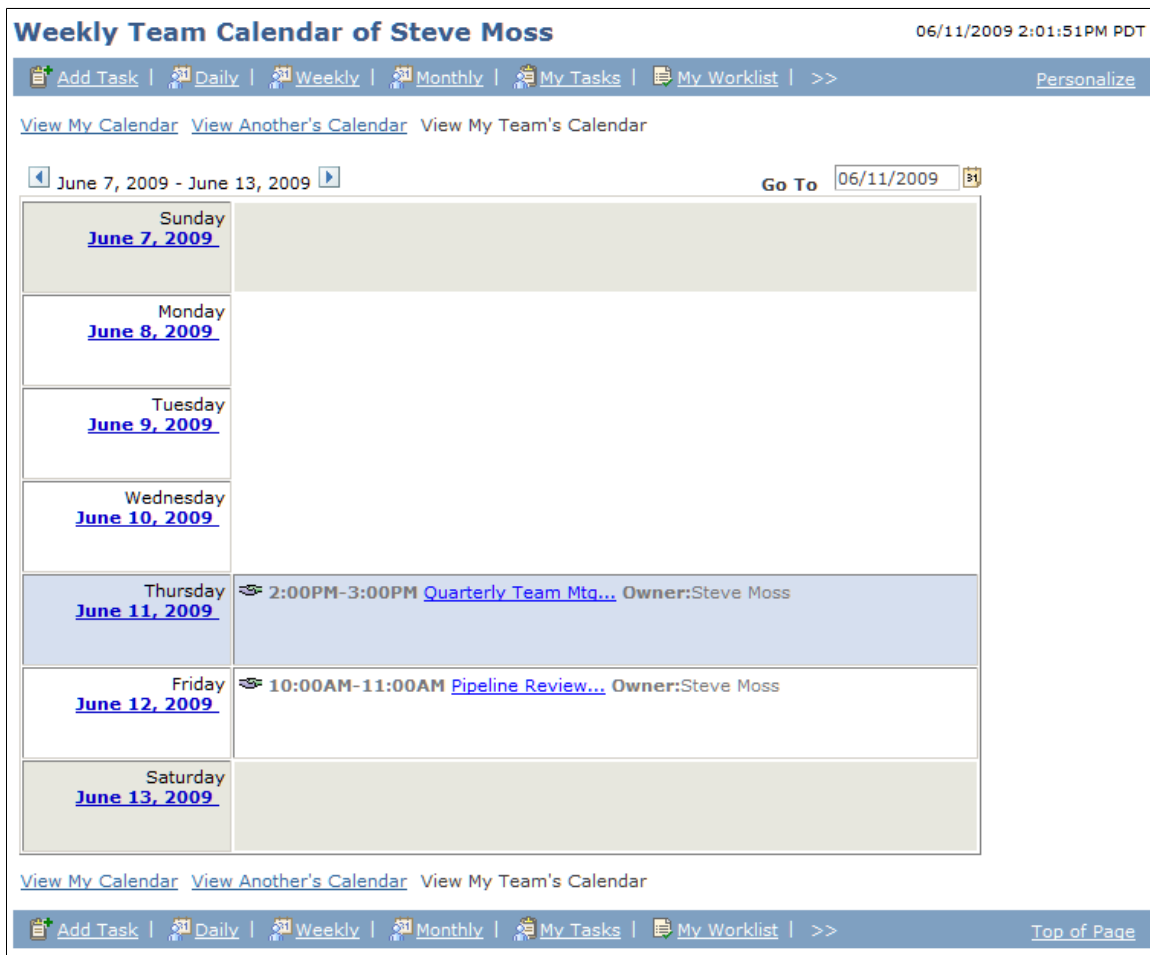 Weekly Team Calendar of Steve Moss 06/11/2009 2:01:51PM PDT
Add Task | Daily | Weekly | Monthly | My Tasks | My Worklist | >> Personalize
View My Calendar View Another's Calendar View My Team's Calendar
June 7, 2009 - June 13, 2009 Go To 06/11/2009
Sunday
June 7, 2009
Monday
June 8, 2009
Tuesday
June 9, 2009
Wednesday
June 10, 2009
Thursday 2:00PM-3:00PM Quarterly Team Mtg... Owner:Steve Moss
June 11, 2009
Friday 10:00AM-11:00AM Pipeline Review... Owner:Steve Moss
June 12, 2009
Saturday
June 13, 2009
View My Calendar View Another's Calendar View My Team's Calendar
Add Task | Daily | Weekly | Monthly | My Tasks | My Worklist | >> Top of Page